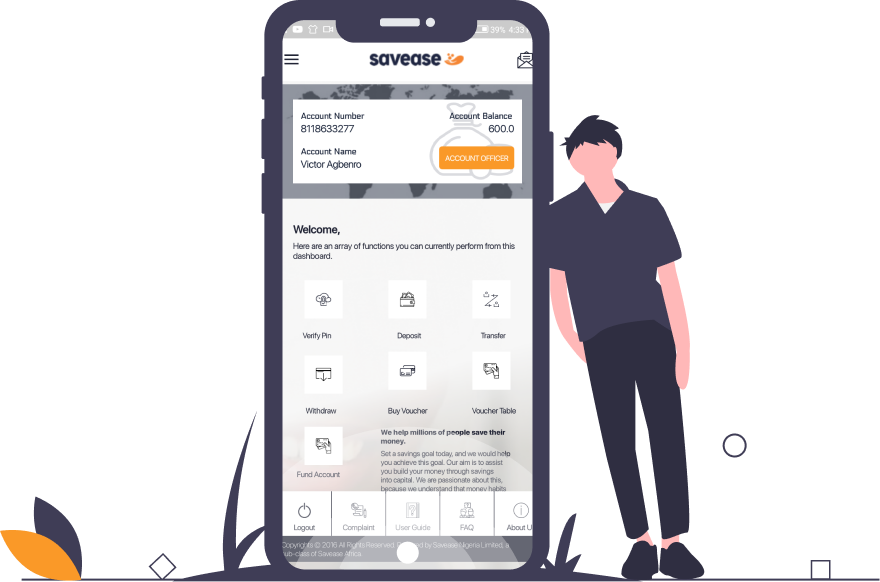 39% 4:33
savease
Account Number
Account Balance
8118633277
600.0
Account Name
ACCOUNT OFFICER
Victor Agbenro
Welcome,
Here are an array of functions you can currently perform from this
dashboard.
Verify Pin
Deposit
Transfer
Withdraw
Buy Voucher
Voucher Table
We help millions of people save their
money.
Set a savings goal today, and we would help
you achieve this goal. Our aim is to assist
you build your money through savings
into capital. We are passionate about this,
because we understand that money habits
Fund Account
Logout
Complaint
User Guide
FAQ
About U
Copyrights © 2016 All Rights Reserved. by Savease Nigeria Limited, a
sub-class of Savease Africa.